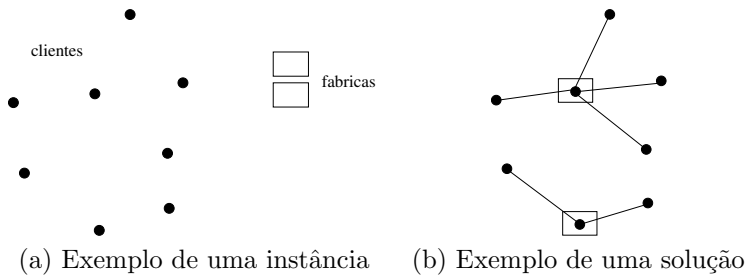 clientes
fabricas
(a) Exemplo de uma instância
(b) Exemplo de uma solução